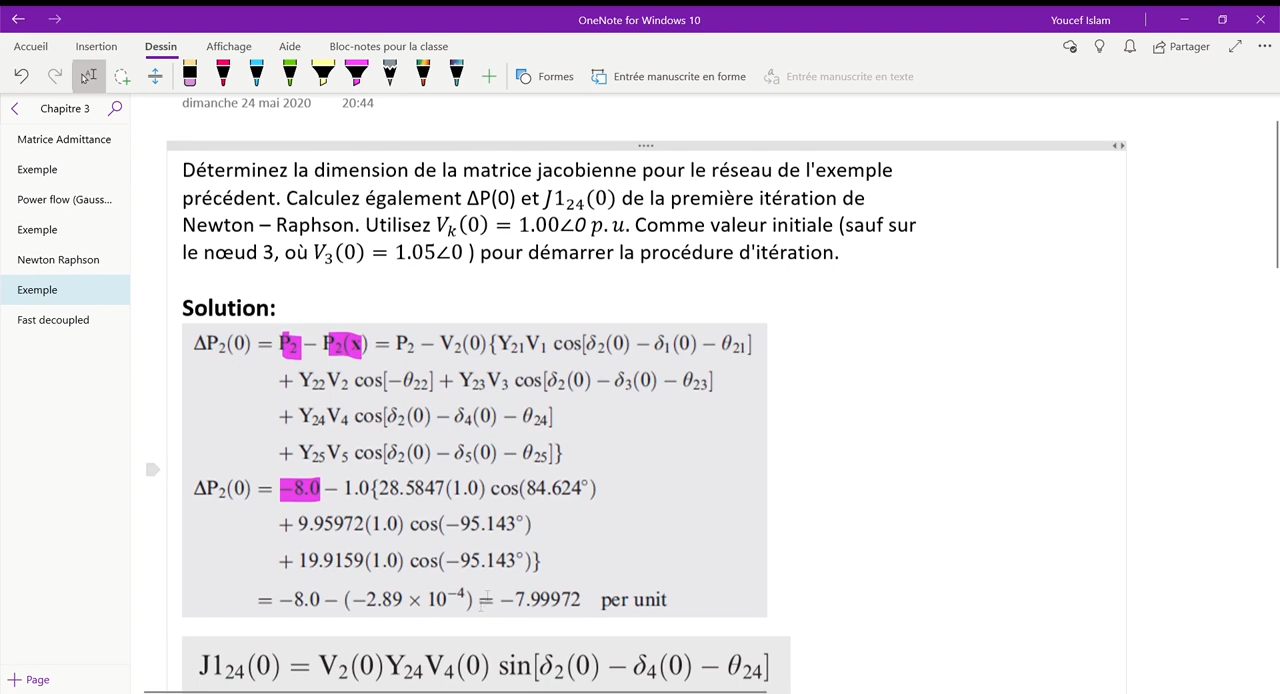 OneNote for Windows 10
Youcef Islam
Accueil Insertion Dessin Affichage Aide Bloc-notes pour la classe
Partager
Formes Entrée manuscrite en forme Entrée manuscrite en texte
Chapitre 3
Matrice Admittance
Exemple
Power flow (Gauss...
Exemple
Newton Raphson
Exemple
Fast decoupled
Page
dimanche 24 mai 2020 20:44
Déterminez la dimension de la matrice jacobienne pour le réseau de l'exemple
précédent. Calculez également ΔP(0) et J1₂₄(0) de la première itération de
Newton – Raphson. Utilisez Vₖ(0) = 1.00∠0 p.u. Comme valeur initiale (sauf sur
le nœud 3, où V₃(0) = 1.05∠0 ) pour démarrer la procédure d'itération.
Solution:
ΔP₂(0) = P₂ − P₂(x) = P₂ − V₂(0){Y₂₁V₁ cos[δ₂(0) − δ₁(0) − θ₂₁]
+ Y₂₂V₂ cos[−θ₂₂] + Y₂₃V₃ cos[δ₂(0) − δ₃(0) − θ₂₃]
+ Y₂₄V₄ cos[δ₂(0) − δ₄(0) − θ₂₄]
+ Y₂₅V₅ cos[δ₂(0) − δ₅(0) − θ₂₅]}
ΔP₂(0) = −8.0 − 1.0{28.5847(1.0) cos(84.624°)
+ 9.95972(1.0) cos(−95.143°)
+ 19.9159(1.0) cos(−95.143°)}
= −8.0 − (−2.89 × 10⁻⁴) = −7.99972 per unit
J1₂₄(0) = V₂(0)Y₂₄V₄(0) sin[δ₂(0) − δ₄(0) − θ₂₄]